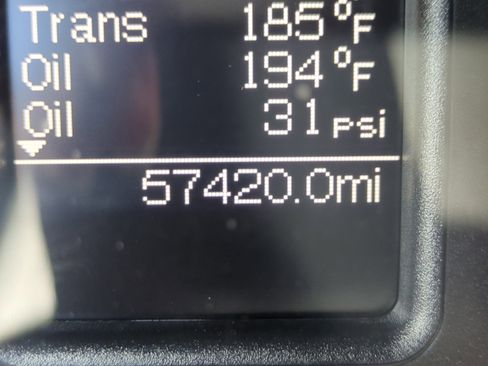 Trans 185°F
Oil 194°F
Oil 31 psi
57420.0mi